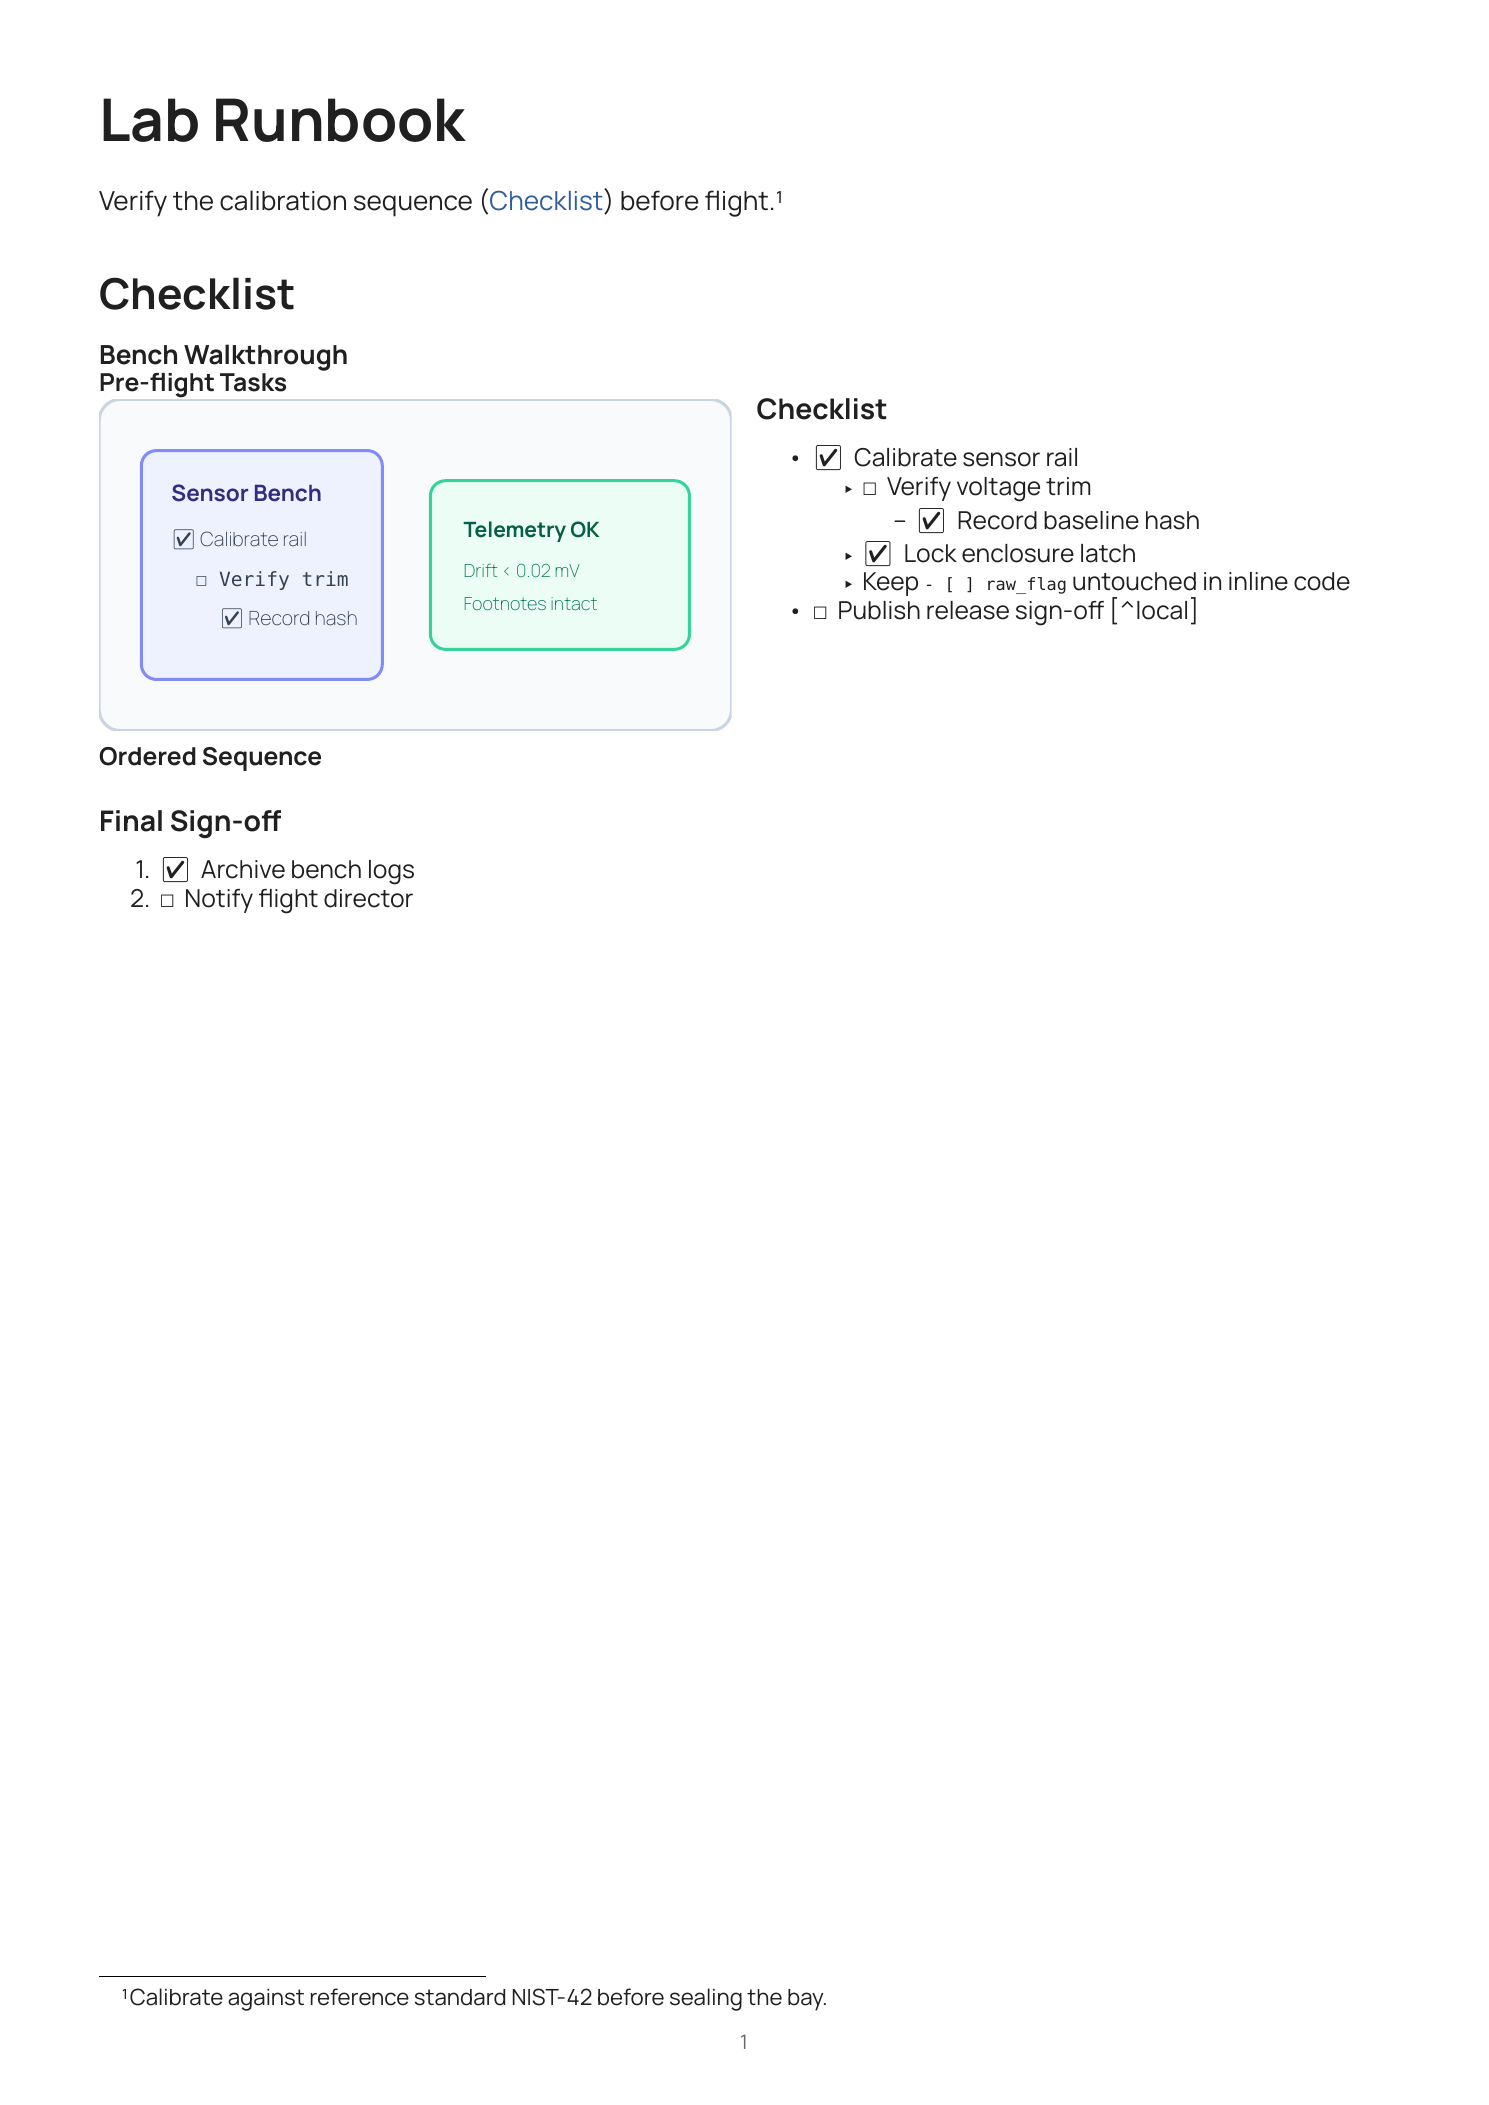 Lab Runbook
Verify the calibration sequence (Checklist) before flight.¹
Checklist
Bench Walkthrough
Pre-flight Tasks
Sensor Bench
☑ Calibrate rail
☐ Verify trim
☑ Record hash
Telemetry OK
Drift < 0.02 mV
Footnotes intact
Checklist
• ☑ Calibrate sensor rail
▸ ☐ Verify voltage trim
– ☑ Record baseline hash
▸ ☑ Lock enclosure latch
▸ Keep - [ ] raw_flag untouched in inline code
• ☐ Publish release sign-off [^local]
Ordered Sequence
Final Sign-off
1. ☑ Archive bench logs
2. ☐ Notify flight director
¹Calibrate against reference standard NIST-42 before sealing the bay.
1